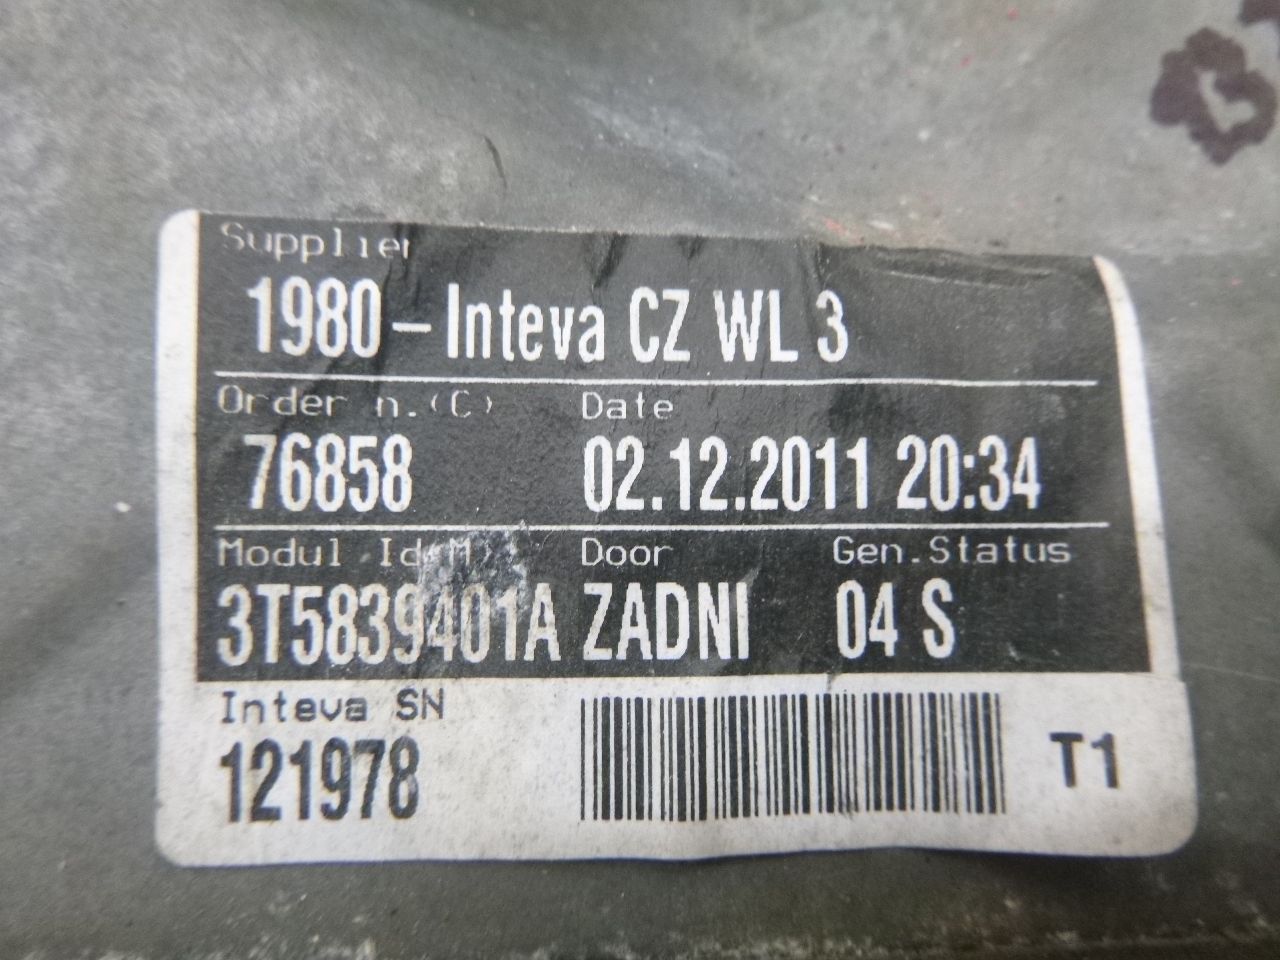 Supplier
1980-Inteva CZ WL 3
Order n.(C) Date
76858 02.12.2011 20:34
Modul Id.M Door Gen.Status
3T5839401A ZADNI 04 S
Inteva SN
121978 T1